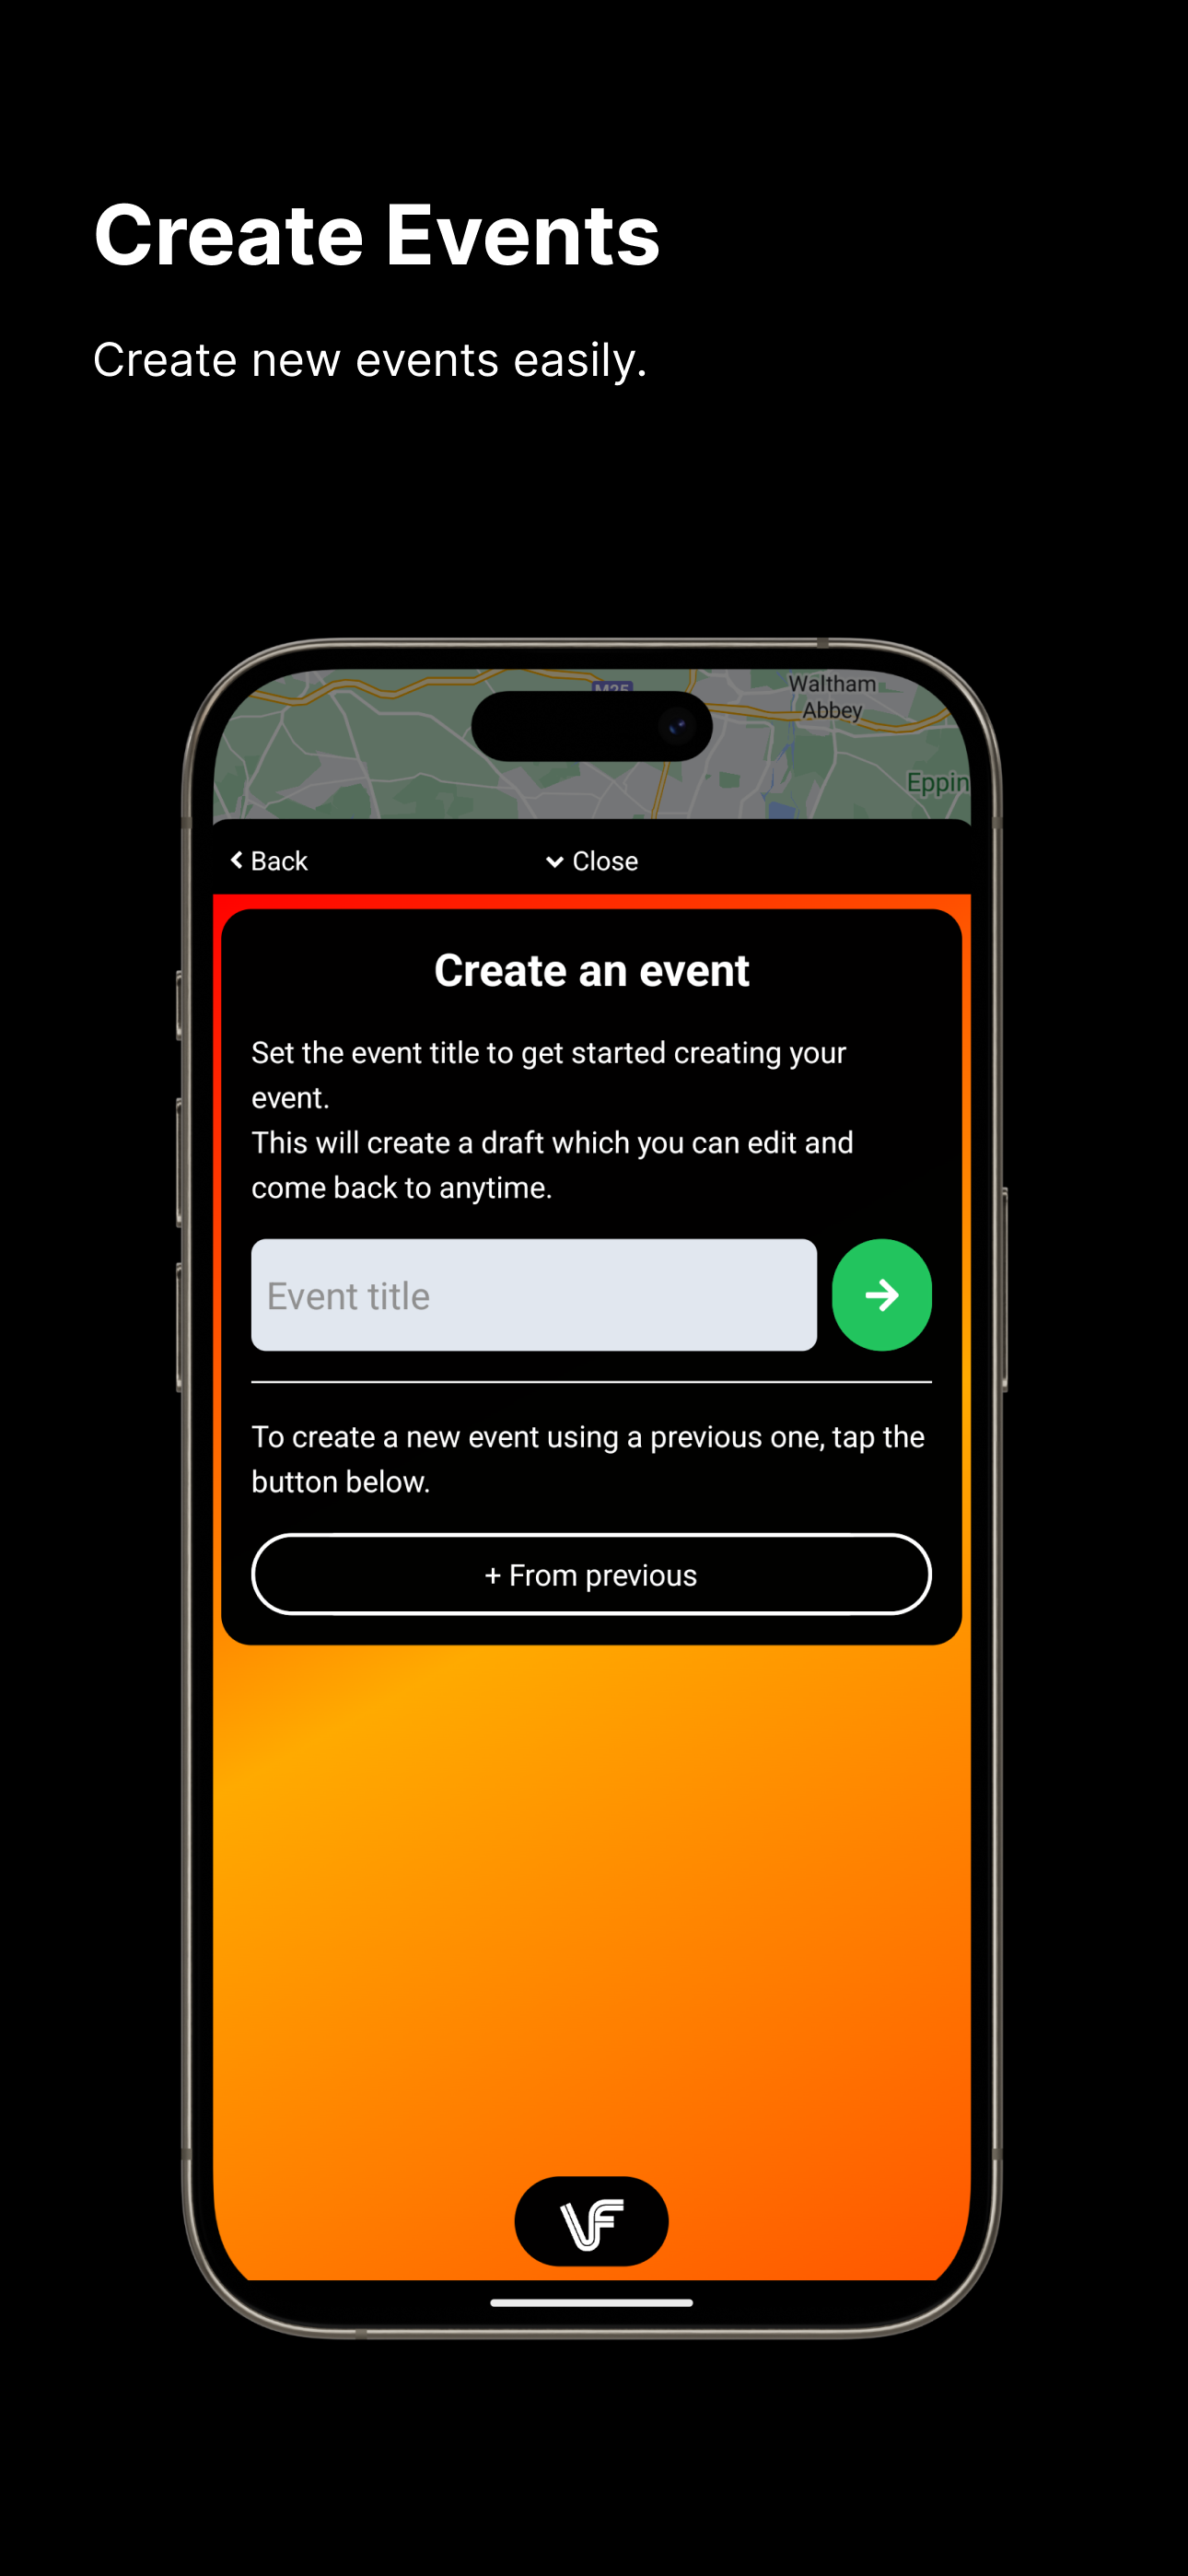 Create Events
Create new events easily.
M25
Waltham
Abbey
Eppin
Back
Close
Create an event
Set the event title to get started creating your
event.
This will create a draft which you can edit and
come back to anytime.
Event title
To create a new event using a previous one, tap the
button below.
+ From previous
VF